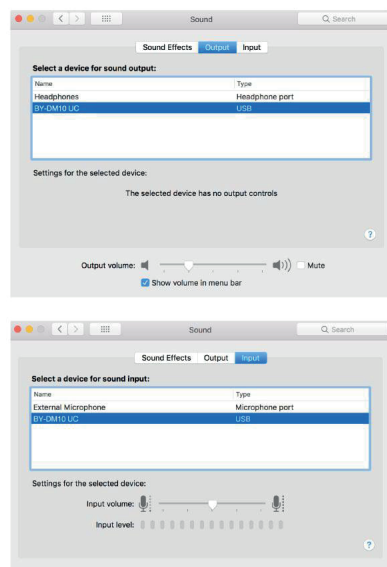 Sound
Search
Sound Effects Output Input
Select a device for sound output:
Name Type
Headphones Headphone port
BY-DM10 UC USB
Settings for the selected device:
The selected device has no output controls
?
Output volume: Mute
Show volume in menu bar
Sound
Search
Sound Effects Output Input
Select a device for sound input:
Name Type
External Microphone Microphone port
BY-DM10 UC USB
Settings for the selected device:
Input volume:
Input level:
?